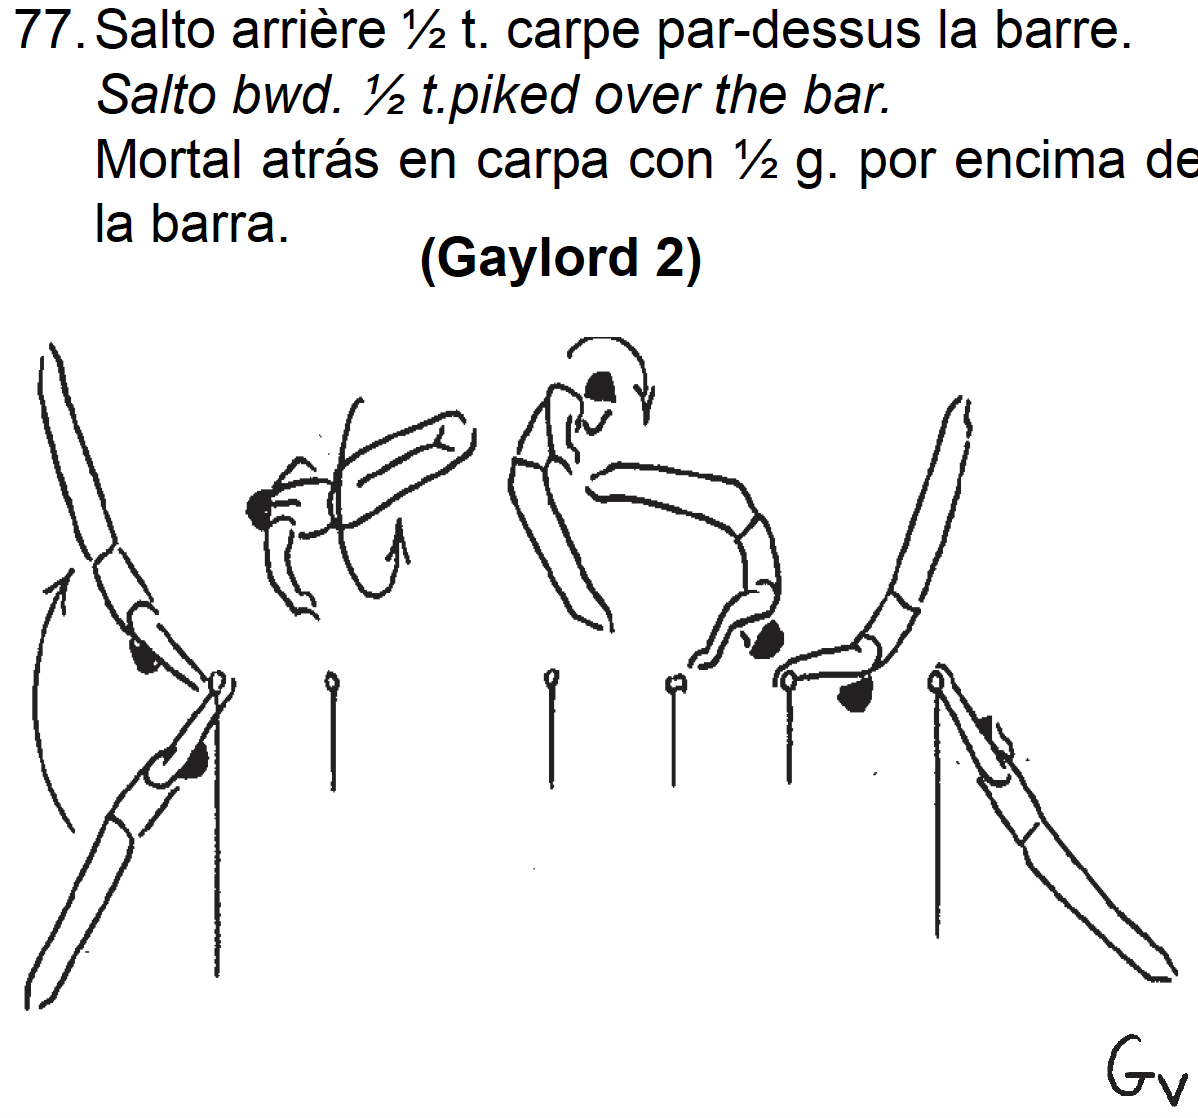 77. Salto arrière ½ t. carpe par-dessus la barre.
Salto bwd. ½ t.piked over the bar.
Mortal atrás en carpa con ½ g. por encima de
la barra.
(Gaylord 2)
Gv